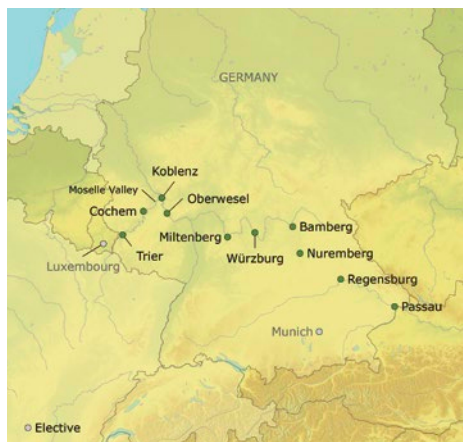 GERMANY
Koblenz
Moselle Valley
Oberwesel
Cochem
Bamberg
Miltenberg
Würzburg
Trier
Nuremberg
Luxembourg
Regensburg
Passau
Munich
Elective